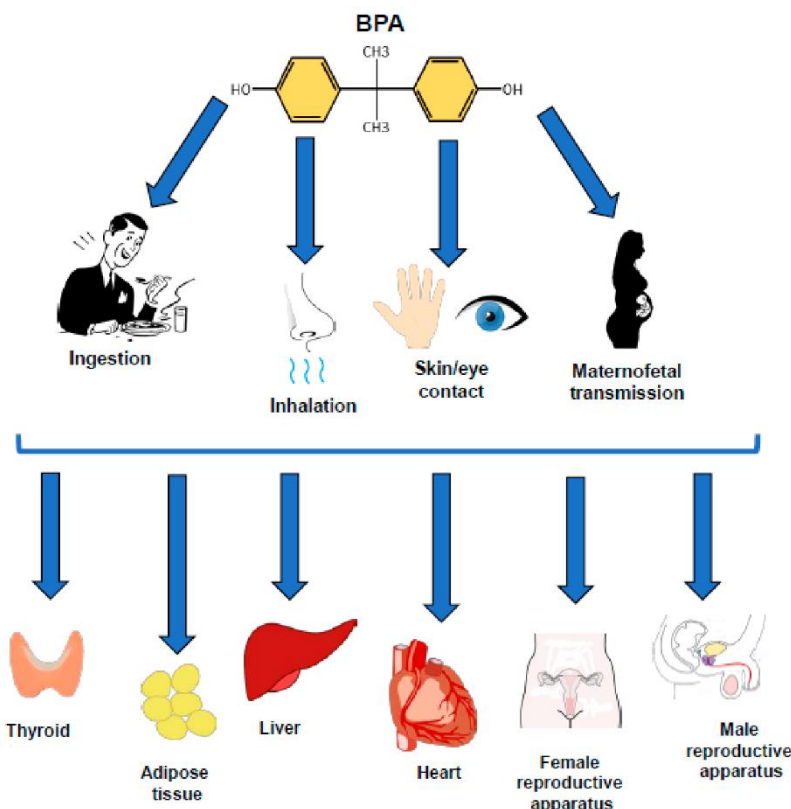 BPA
CH3
HO
OH
CH3
Ingestion
Inhalation
Skin/eye
contact
Maternofetal
transmission
Thyroid
Adipose
tissue
Liver
Heart
Female
reproductive
apparatus
Male
reproductive
apparatus